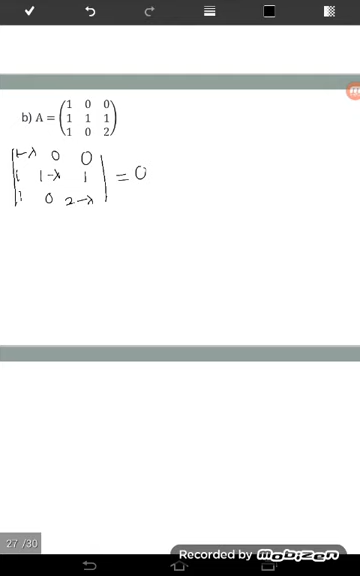 b) A = (1 0 0
1 1 1
1 0 2)
|1-λ 0 0|
|1 1-λ 1| = 0
|1 0 2-λ|
27 /30
Recorded by mobizen